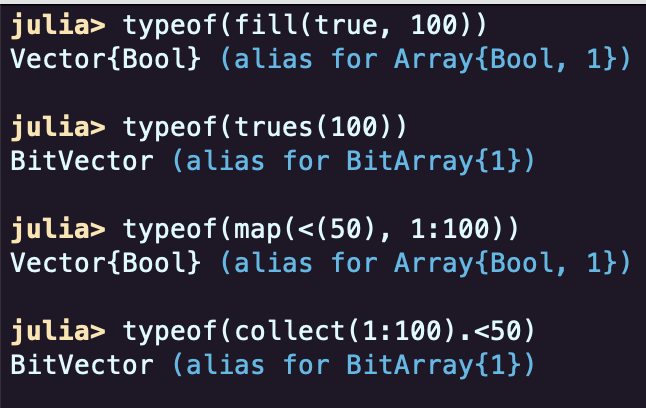 julia> typeof(fill(true, 100))
Vector{Bool} (alias for Array{Bool, 1})
julia> typeof(trues(100))
BitVector (alias for BitArray{1})
julia> typeof(map(<(50), 1:100))
Vector{Bool} (alias for Array{Bool, 1})
julia> typeof(collect(1:100).<50)
BitVector (alias for BitArray{1})